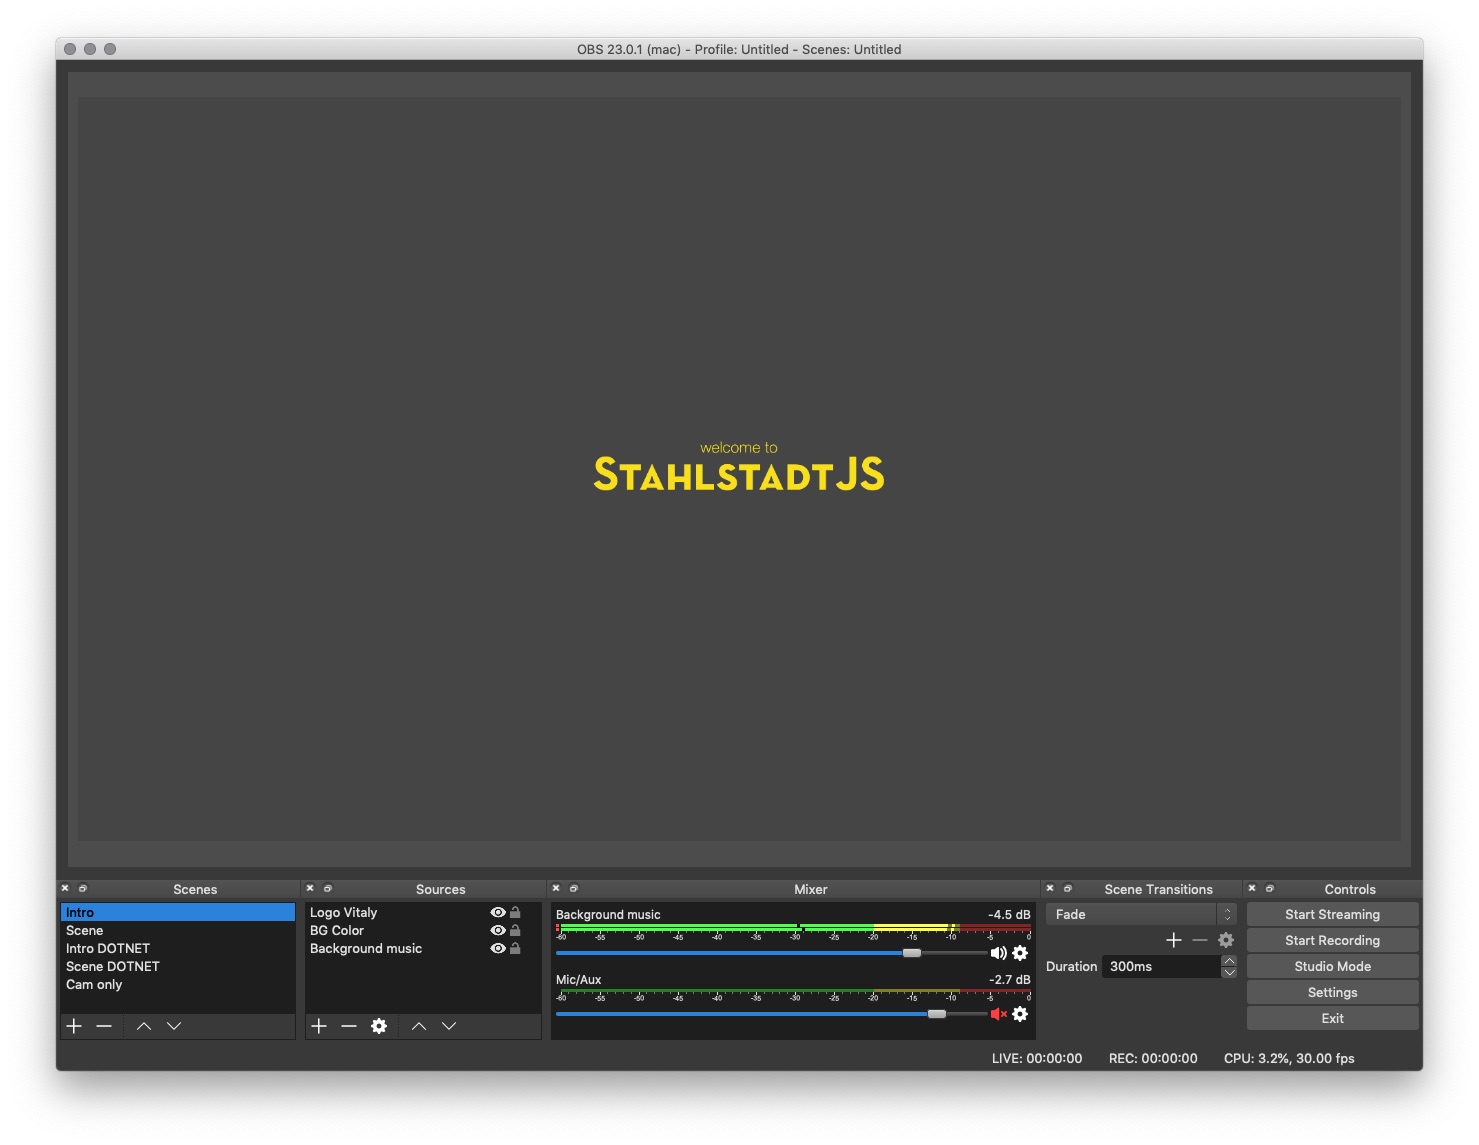 OBS 23.0.1 (mac) - Profile: Untitled - Scenes: Untitled
welcome to
STAHLSTADTJS
Scenes
Intro
Scene
Intro DOTNET
Scene DOTNET
Cam only
Sources
Logo Vitaly
BG Color
Background music
Mixer
Background music -4.5 dB
-60 -55 -50 -45 -40 -35 -30 -25 -20 -15 -10 -5 0
Mic/Aux -2.7 dB
-60 -55 -50 -45 -40 -35 -30 -25 -20 -15 -10 -5 0
Scene Transitions
Fade
Duration 300ms
Controls
Start Streaming
Start Recording
Studio Mode
Settings
Exit
LIVE: 00:00:00 REC: 00:00:00 CPU: 3.2%, 30.00 fps